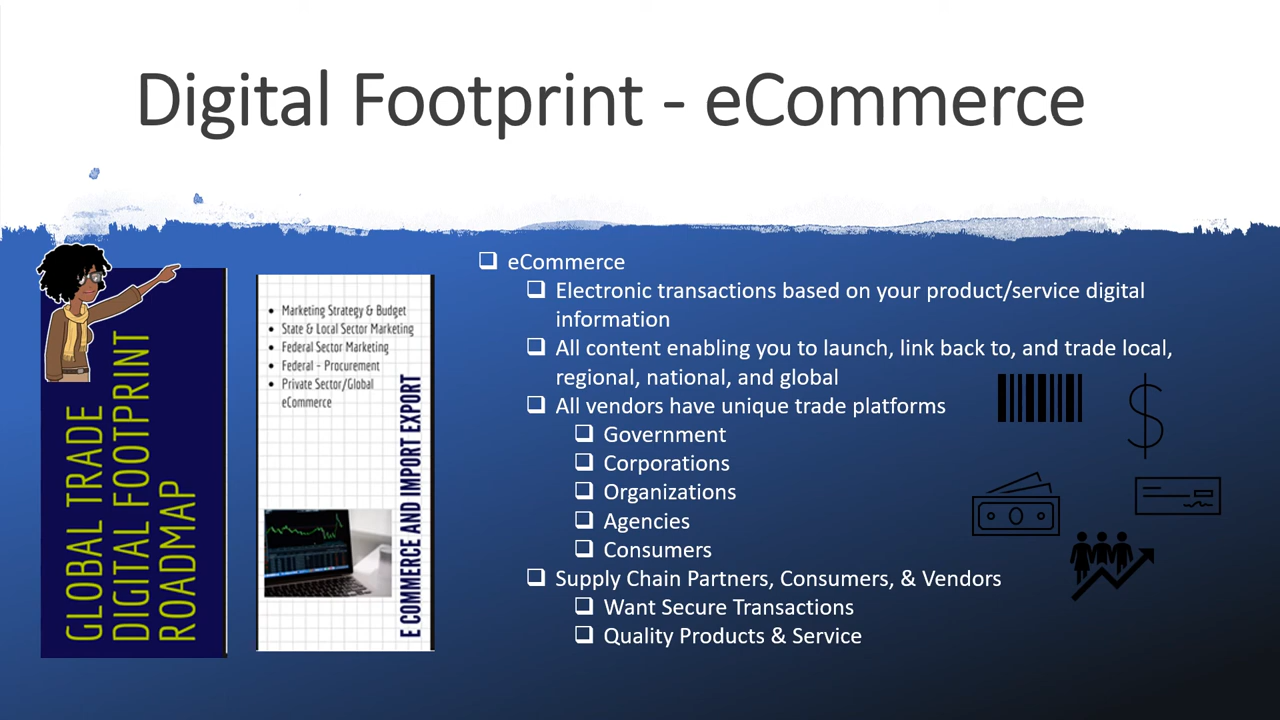 Digital Footprint - eCommerce
GLOBAL TRADE
DIGITAL FOOTPRINT
ROADMAP
• Marketing Strategy & Budget
• State & Local Sector Marketing
• Federal Sector Marketing
• Federal - Procurement
• Private Sector/Global
eCommerce
E COMMERCE AND IMPORT EXPORT
❑ eCommerce
❑ Electronic transactions based on your product/service digital
information
❑ All content enabling you to launch, link back to, and trade local,
regional, national, and global
❑ All vendors have unique trade platforms
❑ Government
❑ Corporations
❑ Organizations
❑ Agencies
❑ Consumers
❑ Supply Chain Partners, Consumers, & Vendors
❑ Want Secure Transactions
❑ Quality Products & Service
$